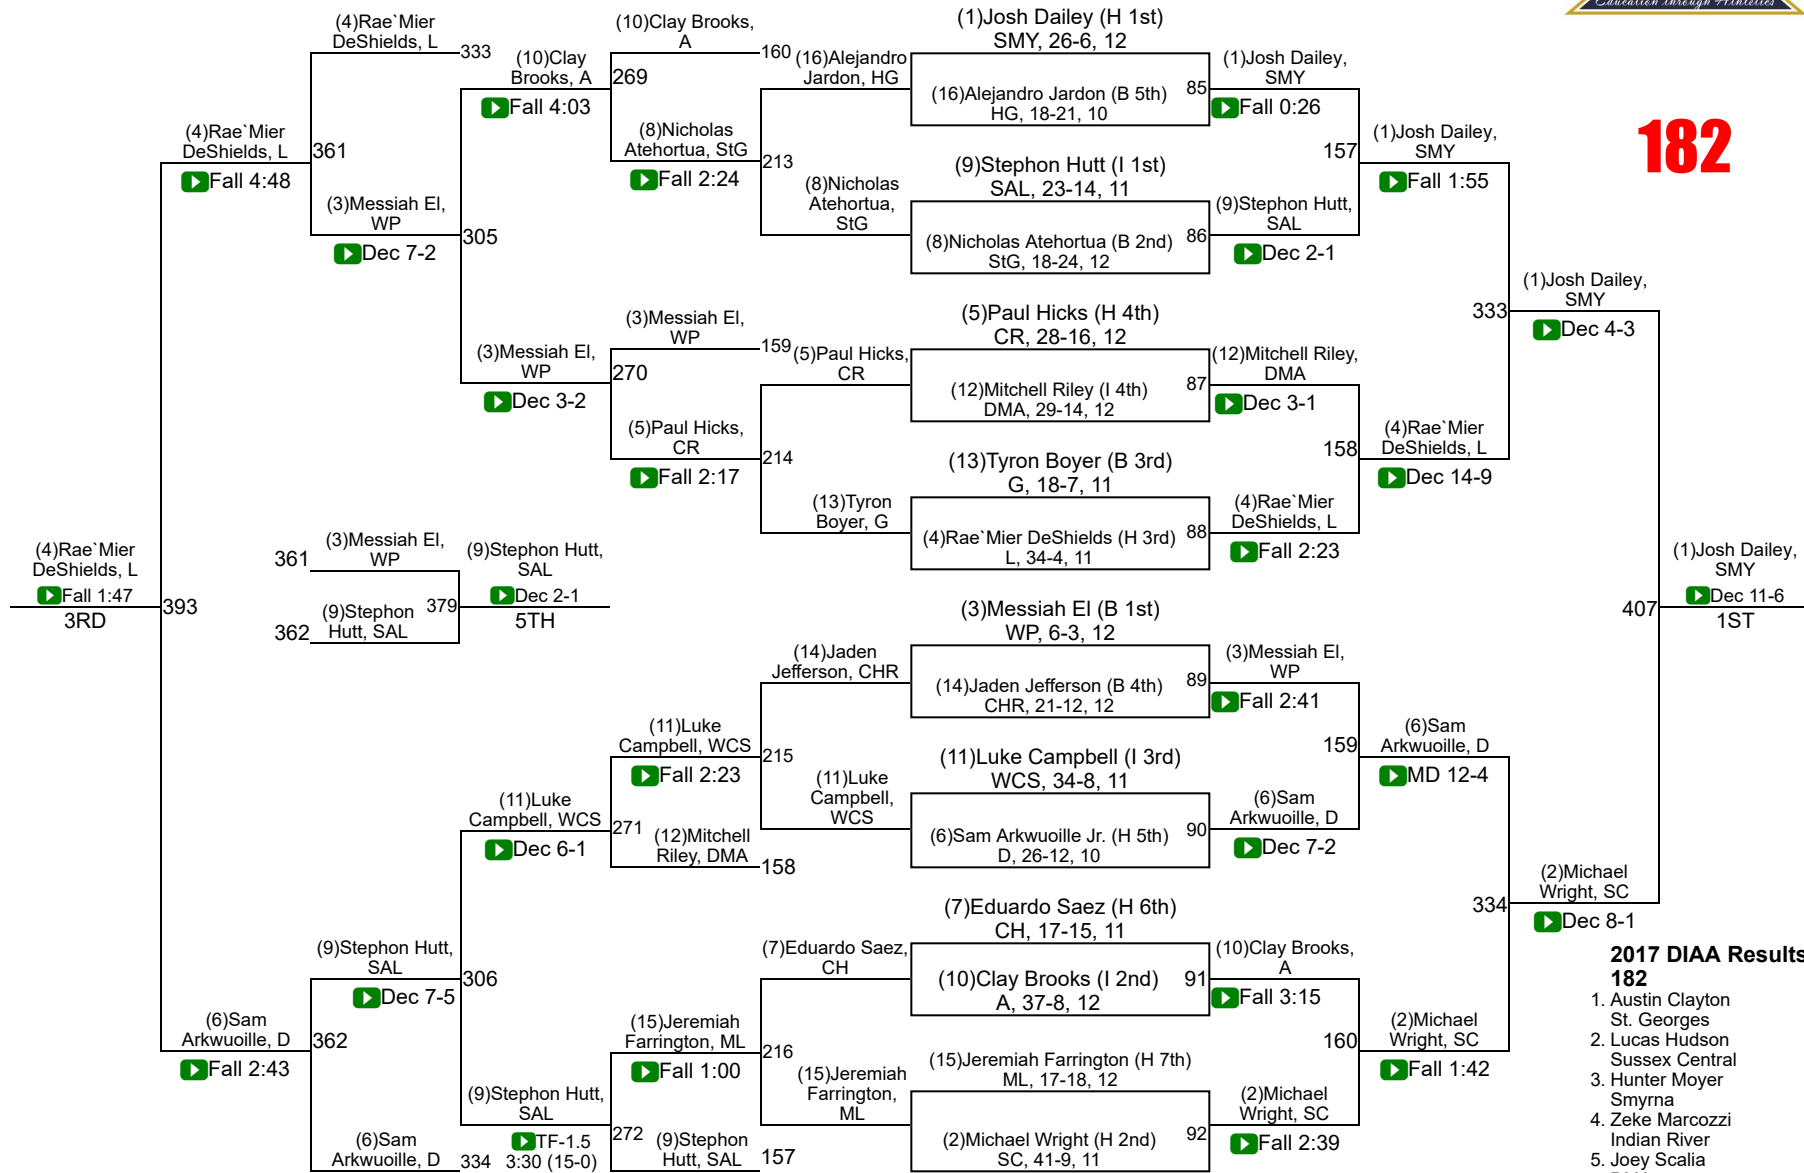 Education through Athletics
182
(4)Rae`Mier
DeShields, L
333
(10)Clay
Brooks, A
Fall 4:03
(4)Rae`Mier
DeShields, L
Fall 4:48
361
(3)Messiah El,
WP
Dec 7-2
305
(10)Clay Brooks,
A
160
269
(8)Nicholas
Atehortua, StG
Fall 2:24
213
(16)Alejandro
Jardon, HG
(8)Nicholas
Atehortua,
StG
(3)Messiah El,
WP
Dec 3-2
(3)Messiah El,
WP
159
270
(5)Paul Hicks,
CR
Fall 2:17
214
(5)Paul Hicks,
CR
(13)Tyron
Boyer, G
(4)Rae`Mier
DeShields, L
Fall 1:47
3RD
393
361
(3)Messiah El,
WP
362
(9)Stephon
Hutt, SAL
379
(9)Stephon Hutt,
SAL
Dec 2-1
5TH
(14)Jaden
Jefferson, CHR
(11)Luke
Campbell, WCS
Fall 2:23
215
(11)Luke
Campbell,
WCS
(11)Luke
Campbell, WCS
Dec 6-1
271
(12)Mitchell
Riley, DMA
158
(9)Stephon Hutt,
SAL
Dec 7-5
306
(6)Sam
Arkwuoille, D
Fall 2:43
362
(6)Sam
Arkwuoille, D
334
(7)Eduardo Saez,
CH
(15)Jeremiah
Farrington, ML
Fall 1:00
216
(15)Jeremiah
Farrington,
ML
(9)Stephon Hutt,
SAL
TF-1.5
3:30 (15-0)
272
(9)Stephon
Hutt, SAL
157
(1)Josh Dailey (H 1st)
SMY, 26-6, 12
(16)Alejandro Jardon (B 5th)
HG, 18-21, 10
85
(9)Stephon Hutt (I 1st)
SAL, 23-14, 11
(8)Nicholas Atehortua (B 2nd)
StG, 18-24, 12
86
(5)Paul Hicks (H 4th)
CR, 28-16, 12
(12)Mitchell Riley (I 4th)
DMA, 29-14, 12
87
(13)Tyron Boyer (B 3rd)
G, 18-7, 11
(4)Rae`Mier DeShields (H 3rd)
L, 34-4, 11
88
(3)Messiah El (B 1st)
WP, 6-3, 12
(14)Jaden Jefferson (B 4th)
CHR, 21-12, 12
89
(11)Luke Campbell (I 3rd)
WCS, 34-8, 11
(6)Sam Arkwuoille Jr. (H 5th)
D, 26-12, 10
90
(7)Eduardo Saez (H 6th)
CH, 17-15, 11
(10)Clay Brooks (I 2nd)
A, 37-8, 12
91
(15)Jeremiah Farrington (H 7th)
ML, 17-18, 12
(2)Michael Wright (H 2nd)
SC, 41-9, 11
92
(1)Josh Dailey,
SMY
Fall 0:26
157
(9)Stephon Hutt,
SAL
Dec 2-1
(12)Mitchell Riley,
DMA
Dec 3-1
158
(4)Rae`Mier
DeShields, L
Fall 2:23
(3)Messiah El,
WP
Fall 2:41
159
(6)Sam
Arkwuoille, D
Dec 7-2
(10)Clay Brooks,
A
Fall 3:15
160
(2)Michael
Wright, SC
Fall 2:39
(1)Josh Dailey,
SMY
Fall 1:55
333
(4)Rae`Mier
DeShields, L
Dec 14-9
(6)Sam
Arkwuoille, D
MD 12-4
334
(2)Michael
Wright, SC
Fall 1:42
(1)Josh Dailey,
SMY
Dec 4-3
407
(2)Michael
Wright, SC
Dec 8-1
(1)Josh Dailey,
SMY
Dec 11-6
1ST
2017 DIAA Results
182
1. Austin Clayton
St. Georges
2. Lucas Hudson
Sussex Central
3. Hunter Moyer
Smyrna
4. Zeke Marcozzi
Indian River
5. Joey Scalia